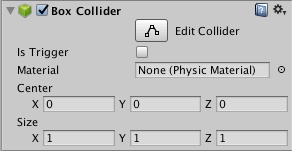 Box Collider
Edit Collider
Is Trigger
Material None (Physic Material)
Center
X 0 Y 0 Z 0
Size
X 1 Y 1 Z 1